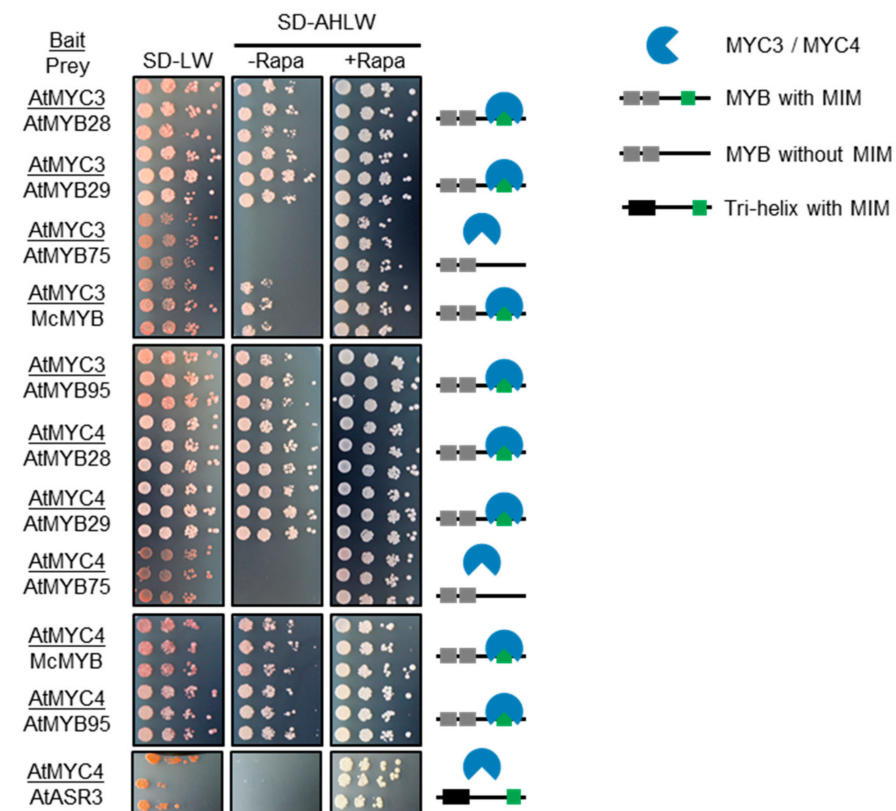 Bait
Prey
SD-LW
SD-AHLW
-Rapa
+Rapa
AtMYC3
AtMYB28
AtMYC3
AtMYB29
AtMYC3
AtMYB75
AtMYC3
McMYB
AtMYC3
AtMYB95
AtMYC4
AtMYB28
AtMYC4
AtMYB29
AtMYC4
AtMYB75
AtMYC4
McMYB
AtMYC4
AtMYB95
AtMYC4
AtASR3
MYC3 / MYC4
MYB with MIM
MYB without MIM
Tri-helix with MIM